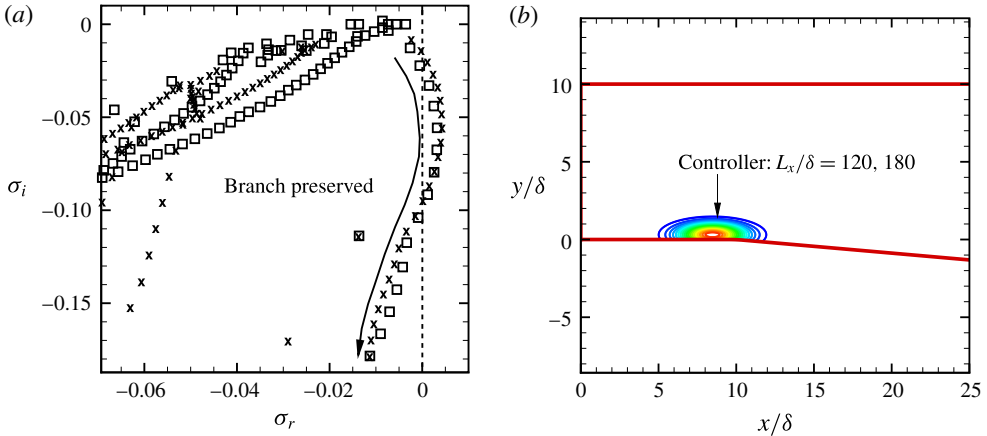 (a)
0
−0.05
−0.10
−0.15
σi
Branch preserved
−0.06
−0.04
−0.02
0
σr
(b)
10
5
0
−5
y/δ
Controller: Lx/δ = 120, 180
0
5
10
15
20
25
x/δ